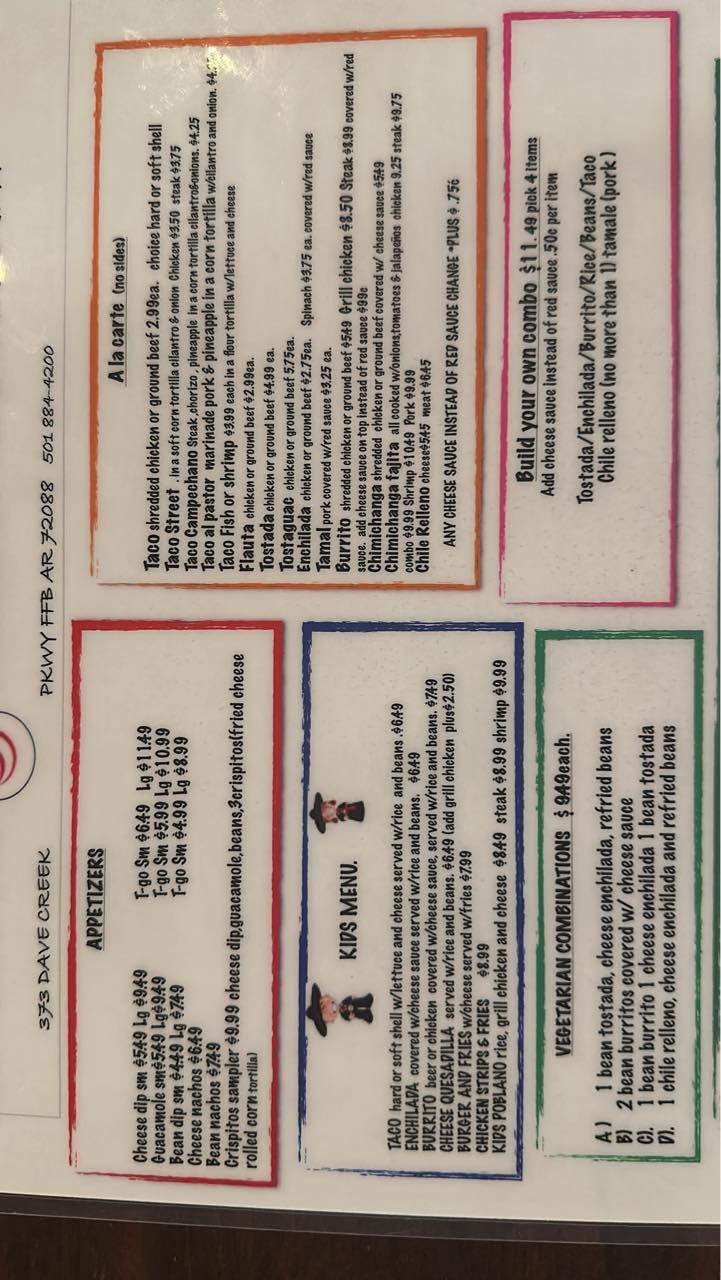 373 DAVE CREEK PKWY FFB AR 72088 501 884-4200
APPETIZERS
Cheese dip sm $5.49 Lg $9.49 T-go Sm $6.49 Lg $11.49
Guacamole sm$5.49 Lg$9.49 T-go Sm $5.99 Lg $10.99
Bean dip sm $4.49 Lg $7.49 T-go Sm $4.99 Lg $8.99
Cheese nachos $6.49
Bean nachos $7.49
Crispitos sampler $9.99 cheese dip,guacamole,beans,3crispitos(fried cheese
rolled corn tortilla)
KIDS MENU.
TACO hard or soft shell w/lettuce and cheese served w/rice and beans .$6.49
ENCHILADA covered w/cheese sauce served w/rice and beans. $6.49
BURRITO beer or chicken covered w/cheese sauce, served w/rice and beans. $7.49
CHEESE QUESADILLA served w/rice and beans. $6.49 (add grill chicken plus$2.50)
BURGER AND FRIES w/cheese served w/fries $7.99
CHICKEN STRIPS & FRIES $8.99
KIDS POBLANO rice, grill chicken and cheese $8.49 steak $8.99 shrimp $9.99
VEGETARIAN COMBINATIONS $ 9.49each.
A) 1 bean tostada, cheese enchilada, refried beans
B) 2 bean burritos covered w/ cheese sauce
C). 1 bean burrito 1 cheese enchilada 1 bean tostada
D). 1 chile relleno, cheese enchilada and refried beans
A la carte (no sides)
Taco shredded chicken or ground beef 2.99ea. choice hard or soft shell
Taco Street . in a soft corn tortilla cilantro & onion Chicken $3.50 steak $3.75
Taco Campechano Steak ,chorizo , pineapple in a corn tortilla cilantro&onions. $4.25
Taco al pastor marinade pork & pineapple in a corn tortilla w/cilantro and onion.
Taco Fish or shrimp $3.99 each in a flour tortilla w/lettuce and cheese
Flauta chicken or ground beef $2.99ea.
Tostada chicken or ground beef $4.99 ea.
Tostaguac chicken or ground beef 5.75ea.
Enchilada chicken or ground beef $2.75ea. Spinach $3.75 ea. covered w/red sauce
Tamal pork covered w/red sauce $3.25 ea.
Burrito shredded chicken or ground beef $5.49 Grill chicken $8.50 Steak $8.99 covered w/red
sauce. add cheese sauce on top instead of red sauce $99c
Chimichanga shredded chicken or ground beef covered w/ cheese sauce $5.49
Chimichanga fajita all cooked w/onions,tomatoes & jalapeños chicken 9.25 steak $9.75
combo $9.99 Shrimp $10.49 Pork $9.99
Chile Relleno cheese$5.45 meat $6.45
ANY CHEESE SAUCE INSTEAD OF RED SAUCE CHANGE *PLUS $ .75¢
Build your own combo $11.49 pick 4 items
Add cheese sauce instead of red sauce .50c per item
Tostada/Enchilada/Burrito/Rice/Beans/Taco
Chile relleno (no more than 1) tamale (pork )